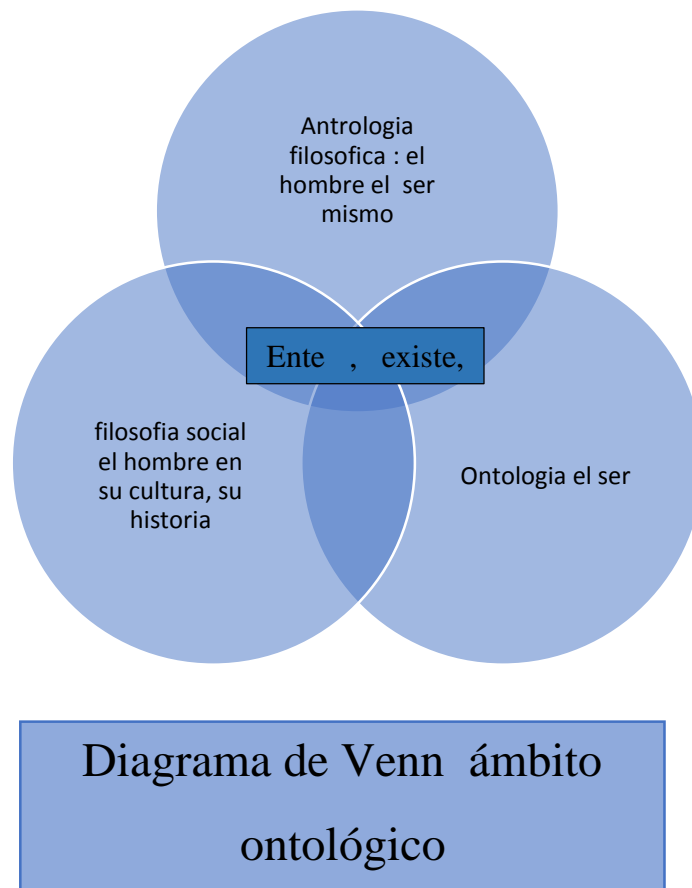 Antrologia
filosofica : el
hombre el ser
mismo
Ente , existe,
filosofia social
el hombre en
su cultura, su
historia
Ontologia el ser
Diagrama de Venn ámbito
ontológico